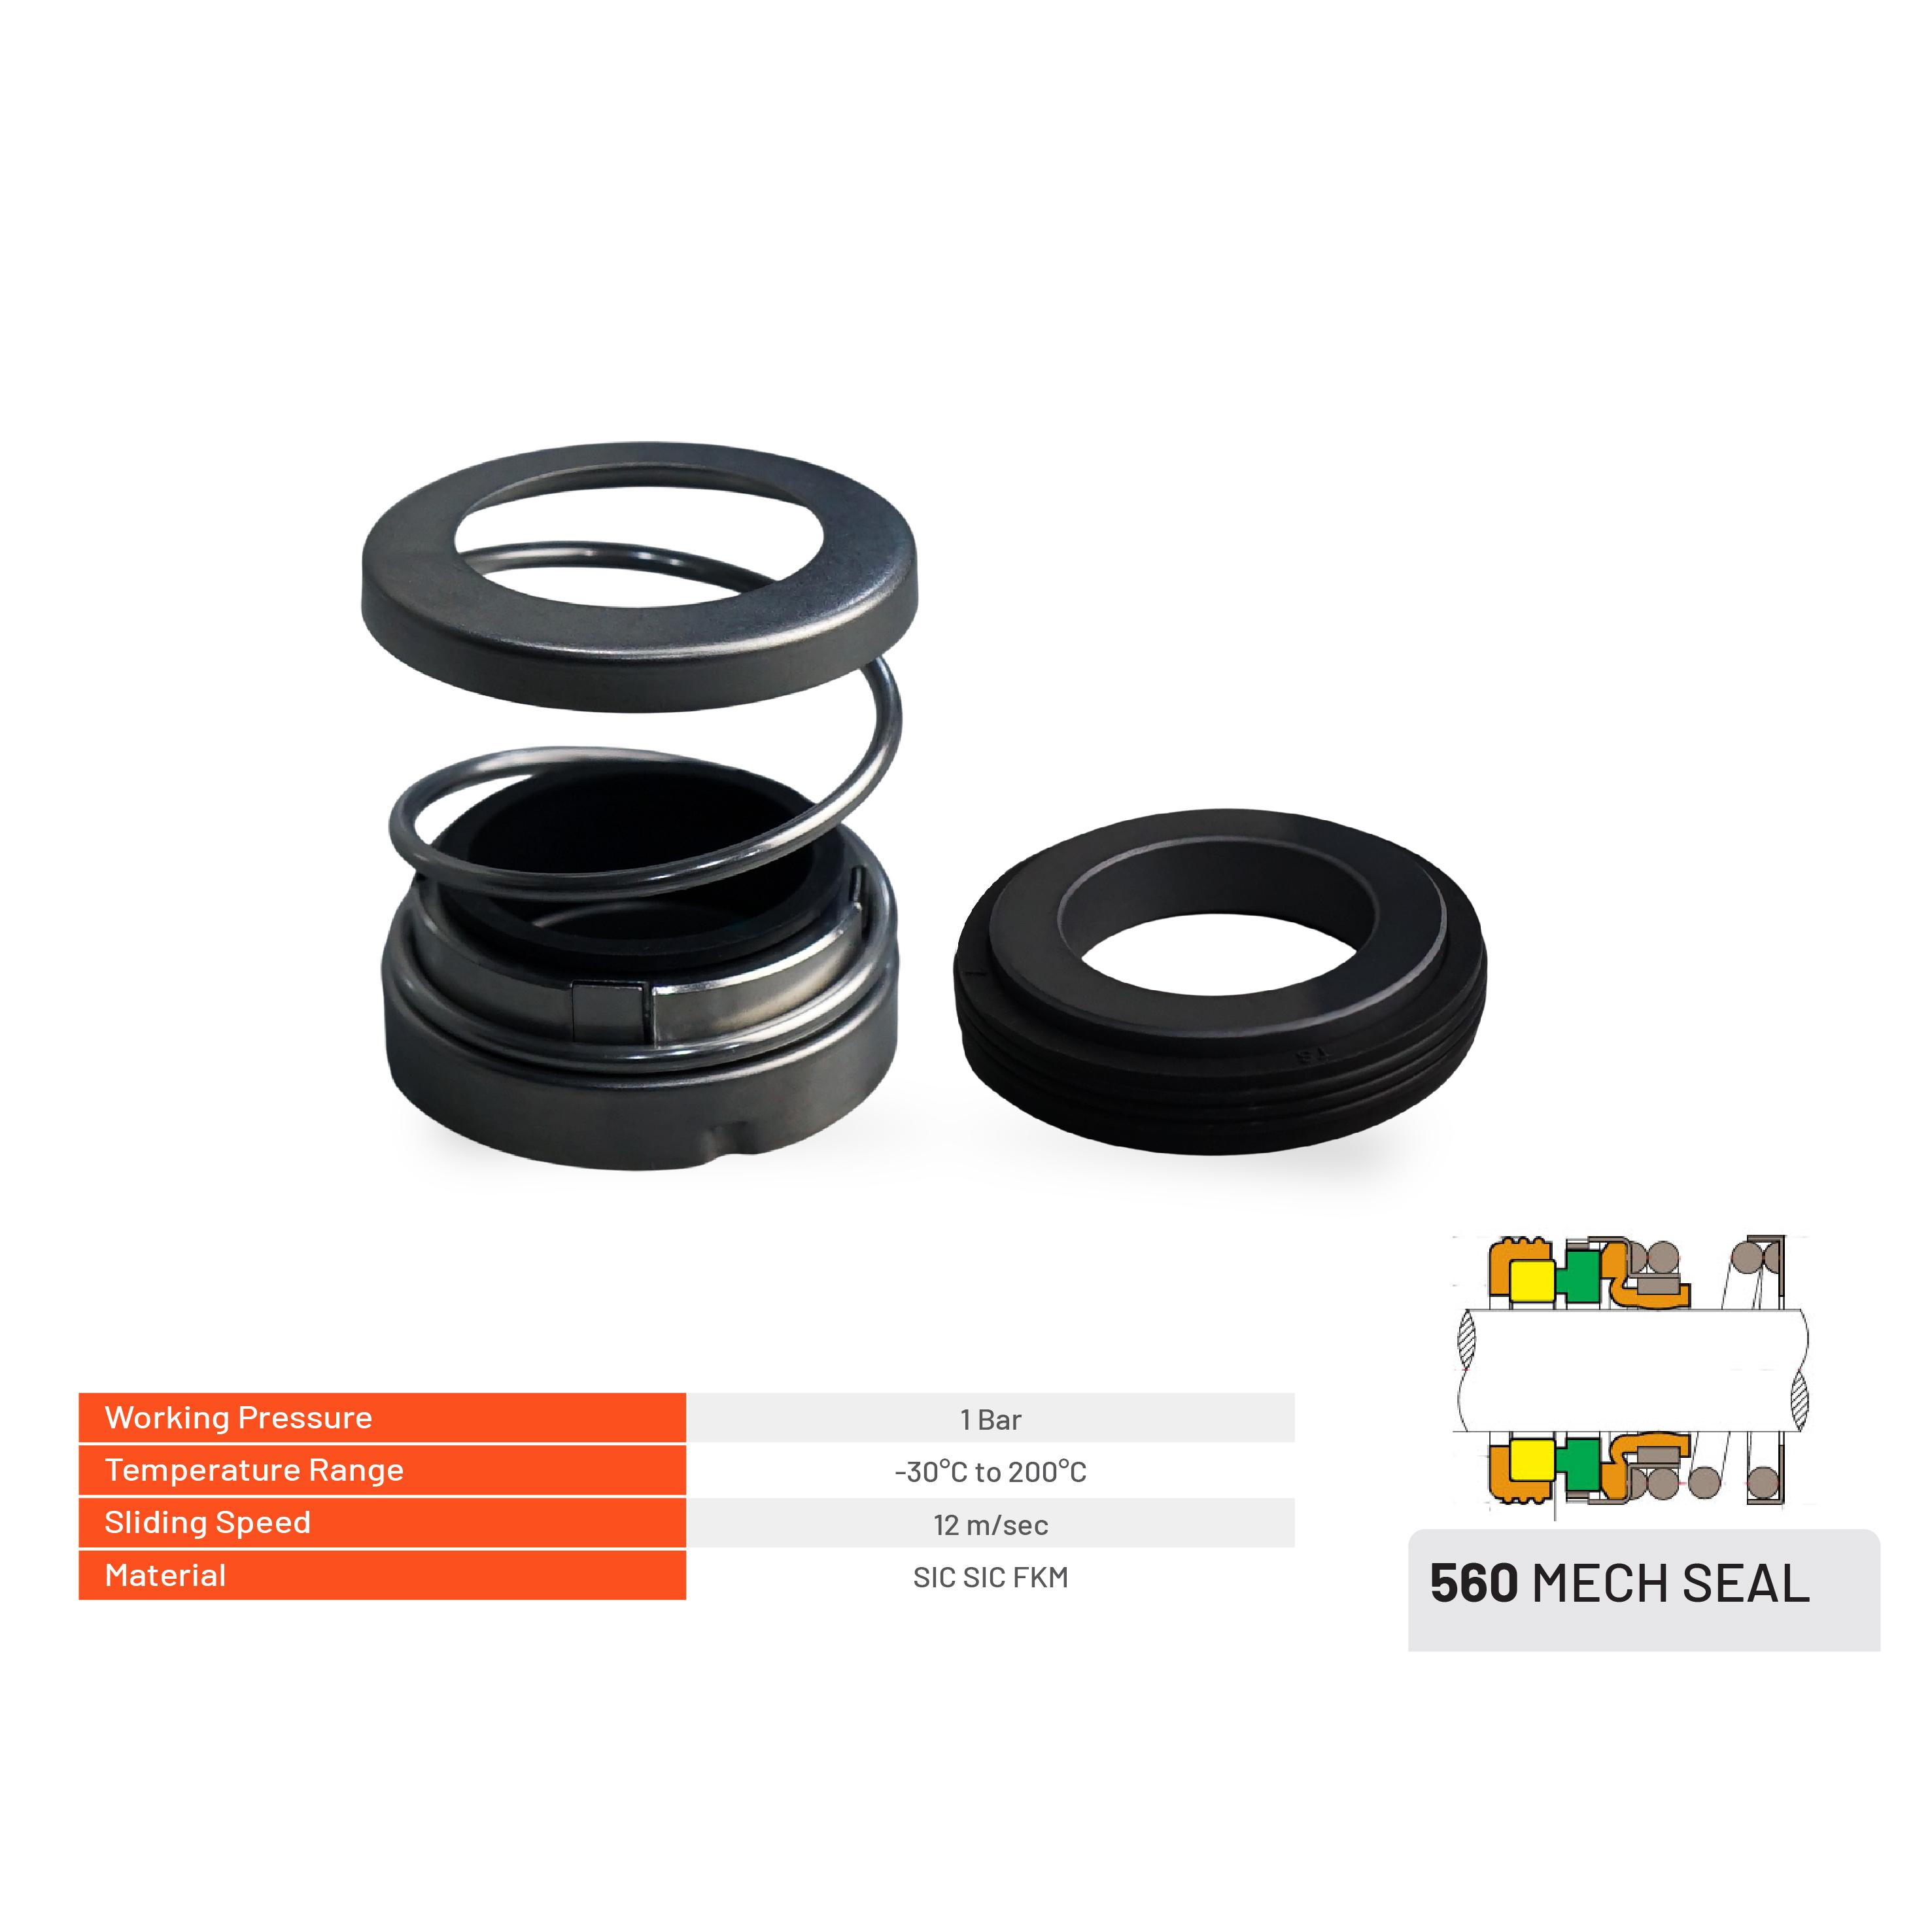 Working Pressure 1 Bar
Temperature Range -30°C to 200°C
Sliding Speed 12 m/sec
Material SIC SIC FKM
560 MECH SEAL